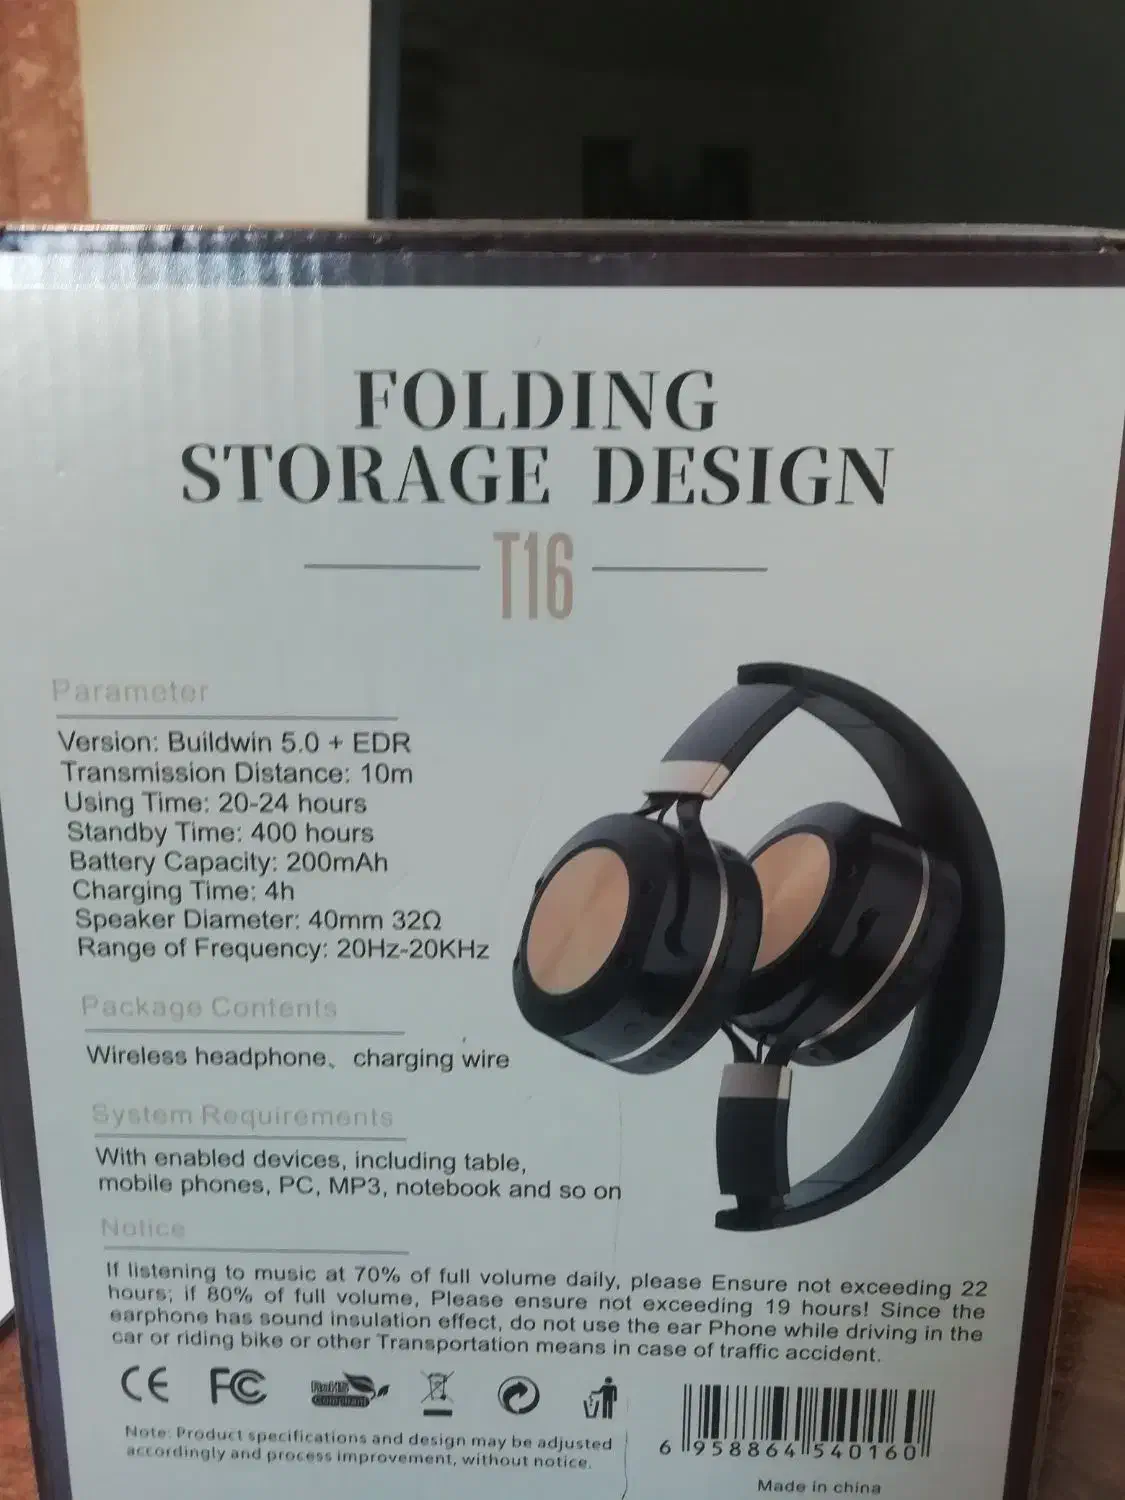 FOLDING
STORAGE DESIGN
T16
Parameter
Version: Buildwin 5.0 + EDR
Transmission Distance: 10m
Using Time: 20-24 hours
Standby Time: 400 hours
Battery Capacity: 200mAh
Charging Time: 4h
Speaker Diameter: 40mm 32Ω
Range of Frequency: 20Hz-20KHz
Package Contents
Wireless headphone、charging wire
System Requirements
With enabled devices, including table,
mobile phones, PC, MP3, notebook and so on
Notice
If listening to music at 70% of full volume daily, please Ensure not exceeding 22
hours; if 80% of full volume, Please ensure not exceeding 19 hours! Since the
earphone has sound insulation effect, do not use the ear Phone while driving in the
car or riding bike or other Transportation means in case of traffic accident.
CE FC RoHS
Compliant
Note: Product specifications and design may be adjusted
accordingly and process improvement, without notice.
6 958864 540160
Made in china